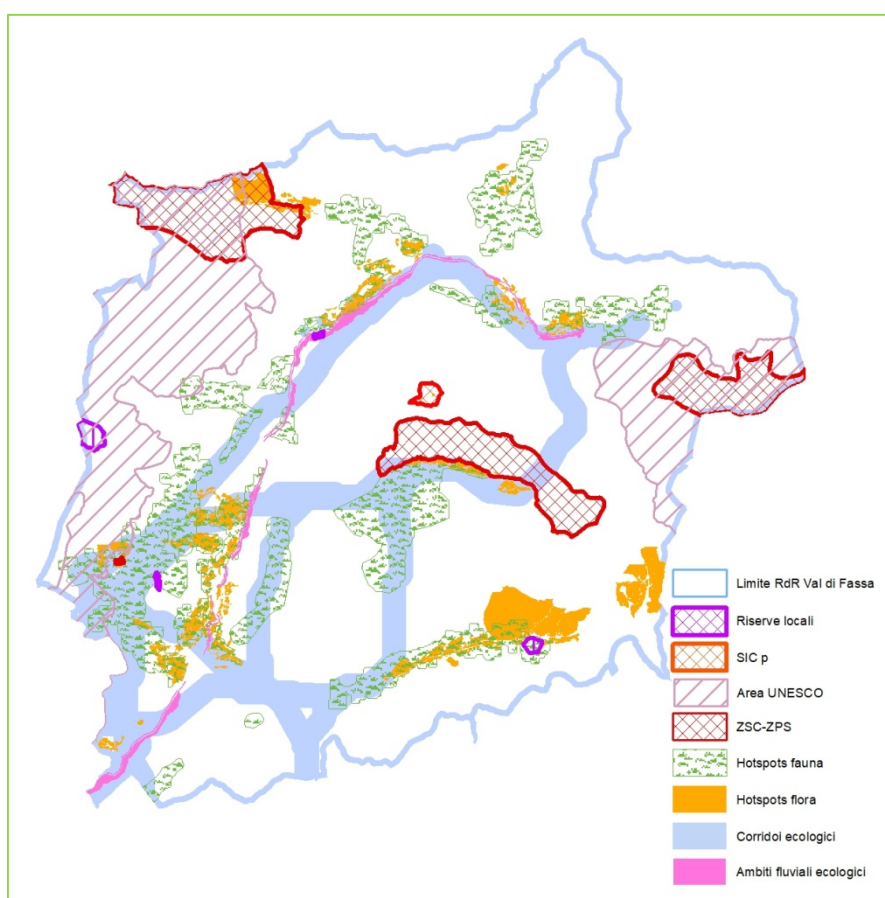 Limite RdR Val di Fassa
Riserve locali
SIC p
Area UNESCO
ZSC-ZPS
Hotspots fauna
Hotspots flora
Corridoi ecologici
Ambiti fluviali ecologici